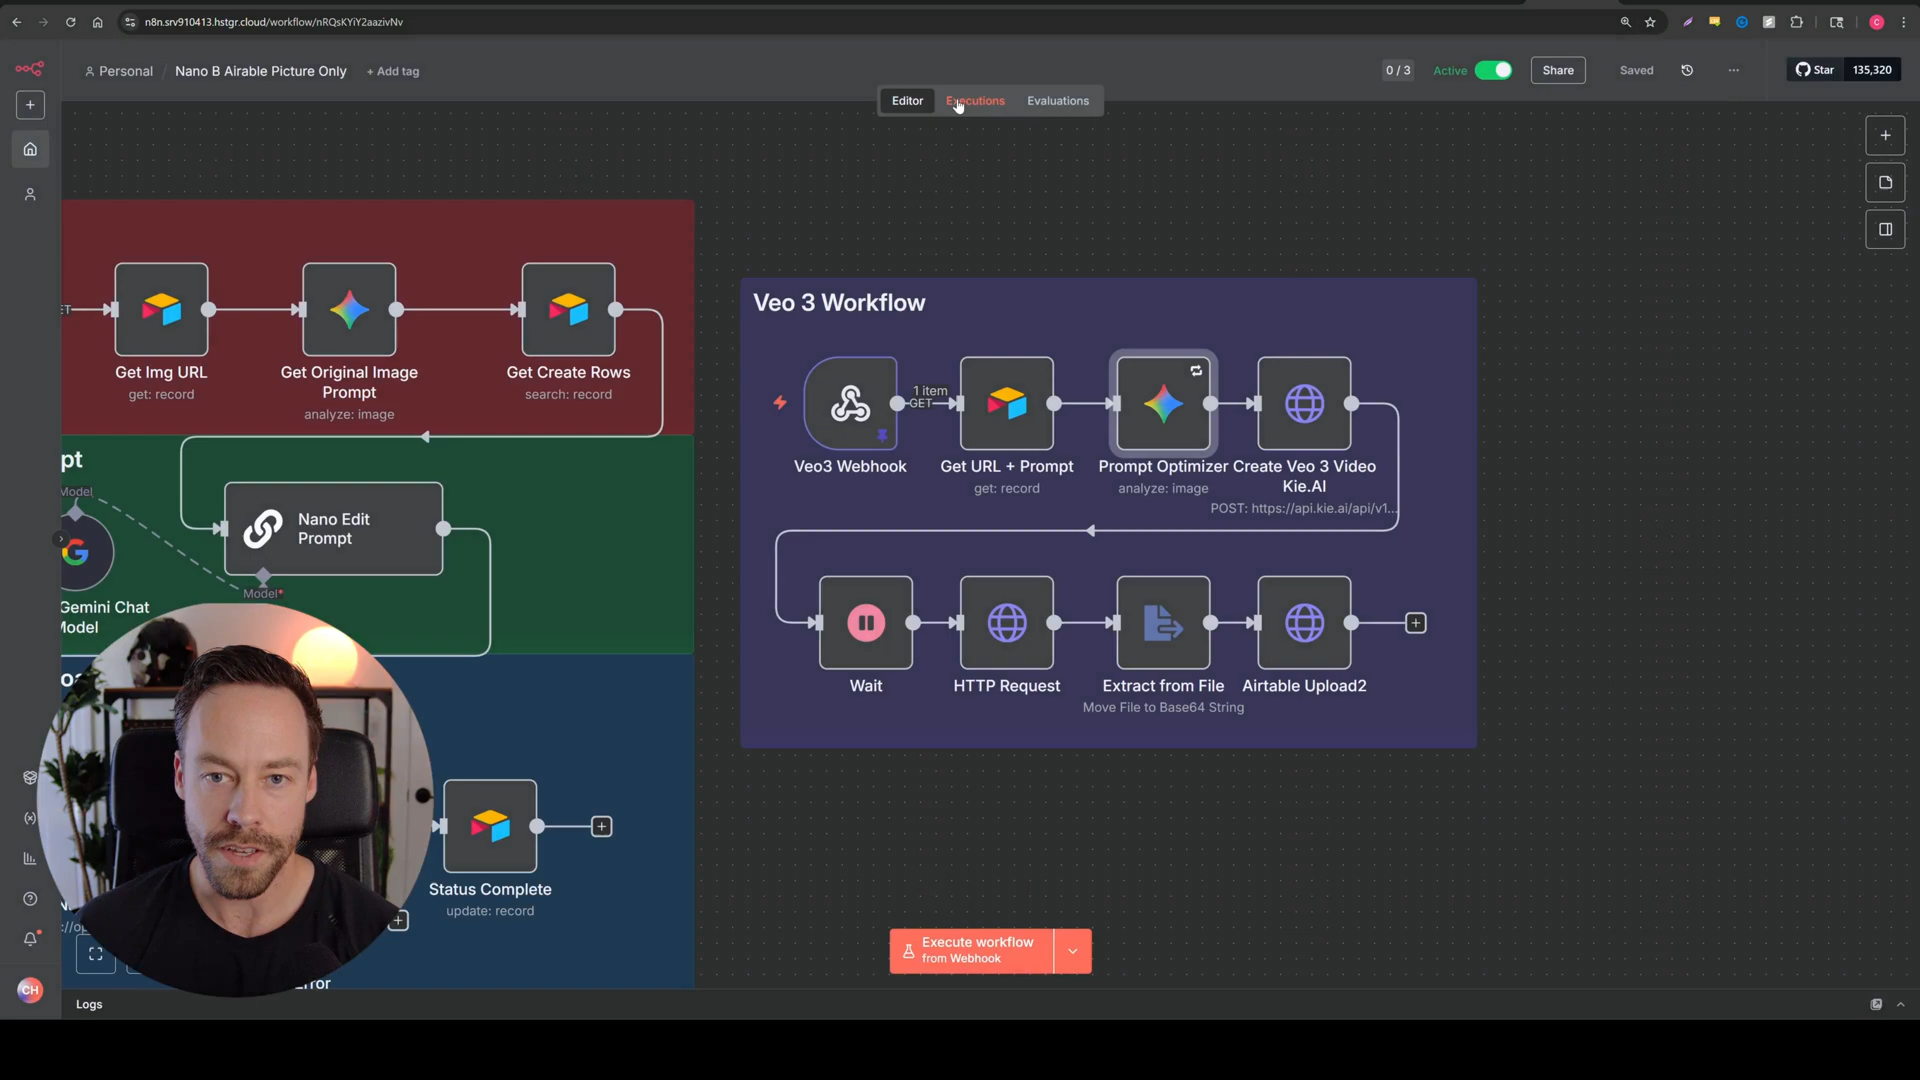 n8n.srv910413.hstgr.cloud/workflow/nRQsKYiY2aazivNv
Personal / Nano B Airable Picture Only + Add tag
0 / 3 Active Share Saved ... Star 135,320
Editor Executions Evaluations
Get Img URL
get: record
Get Original Image
Prompt
analyze: image
Get Create Rows
search: record
pt
Model
Nano Edit
Prompt
Model*
Gemini Chat
Model
Veo 3 Workflow
1 item
GET
Veo3 Webhook
Get URL + Prompt
get: record
Prompt Optimizer
analyze: image
Create Veo 3 Video
Kie.AI
POST: https://api.kie.ai/api/v1...
Wait
HTTP Request
Extract from File
Move File to Base64 String
Airtable Upload2
Status Complete
update: record
Execute workflow
from Webhook
CH
Logs